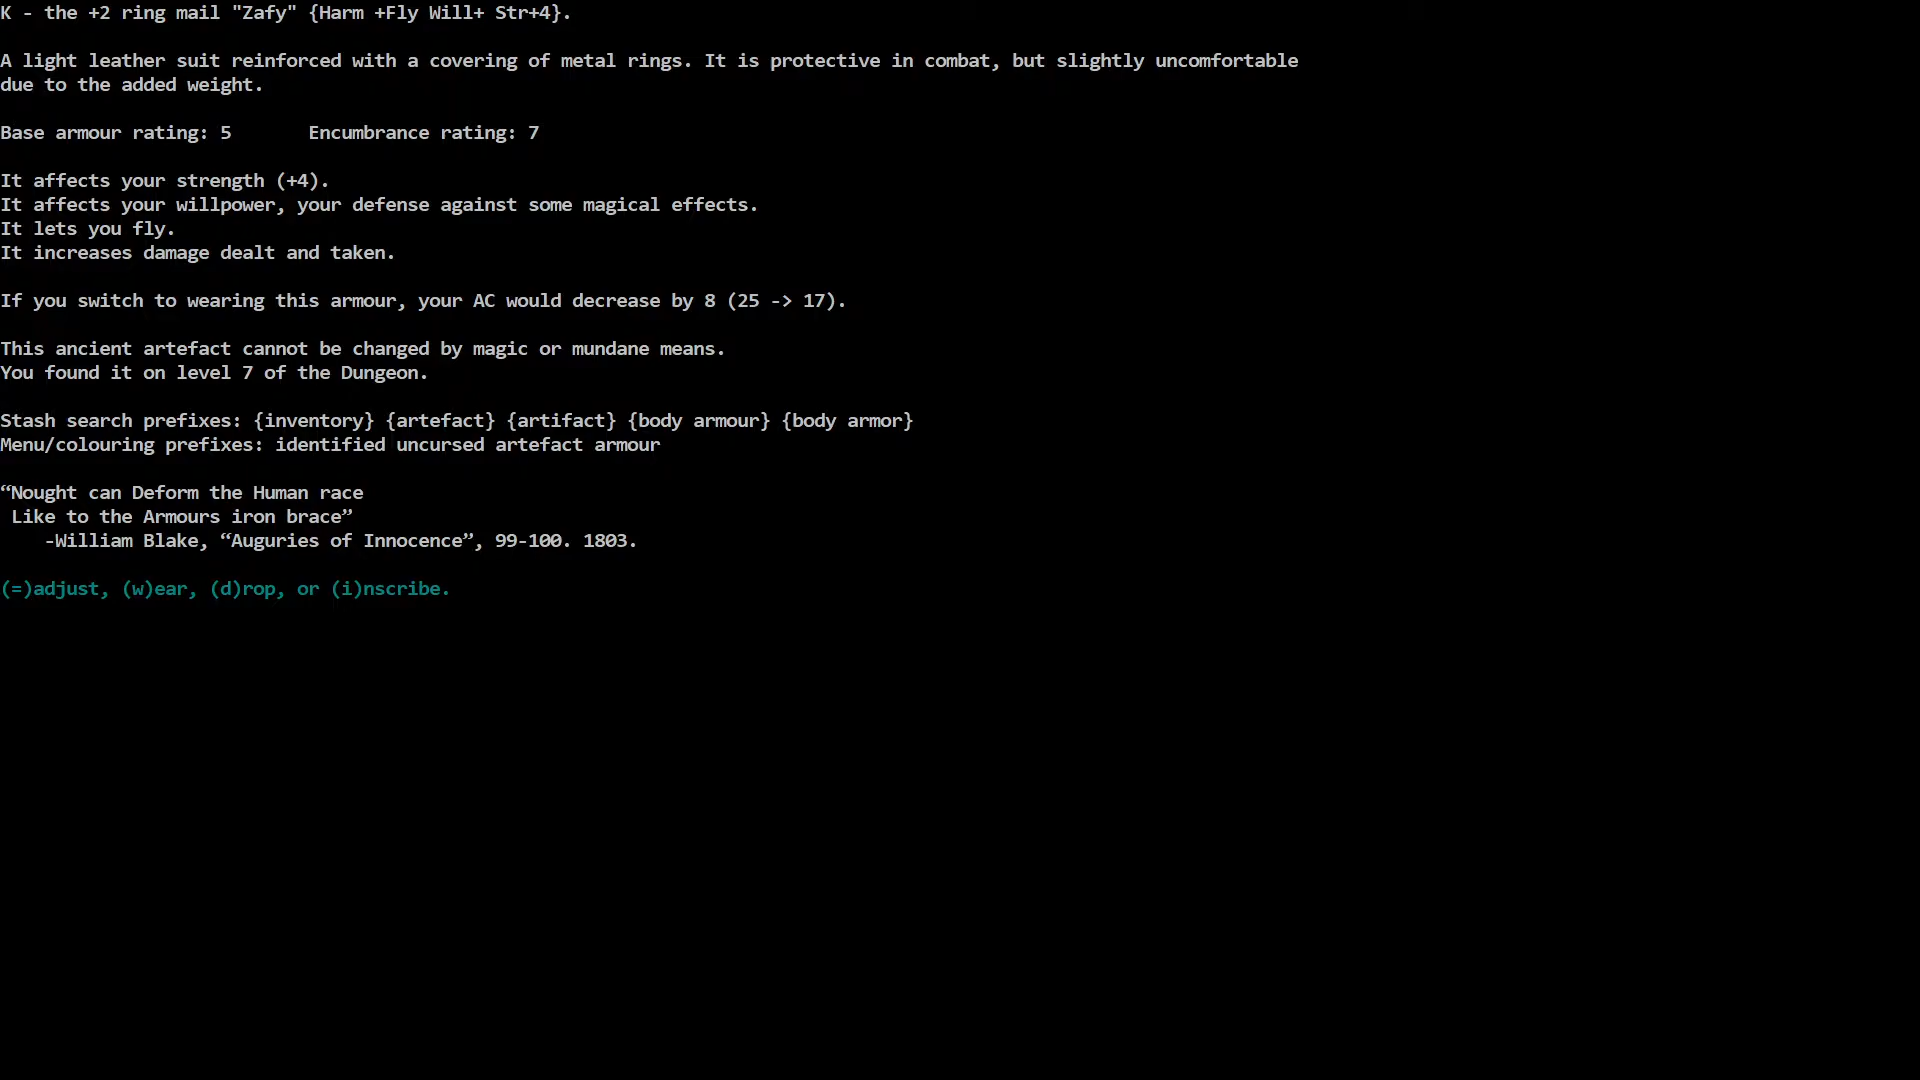 K - the +2 ring mail "Zafy" {Harm +Fly Will+ Str+4}.
A light leather suit reinforced with a covering of metal rings. It is protective in combat, but slightly uncomfortable
due to the added weight.
Base armour rating: 5       Encumbrance rating: 7
It affects your strength (+4).
It affects your willpower, your defense against some magical effects.
It lets you fly.
It increases damage dealt and taken.
If you switch to wearing this armour, your AC would decrease by 8 (25 -> 17).
This ancient artefact cannot be changed by magic or mundane means.
You found it on level 7 of the Dungeon.
Stash search prefixes: {inventory} {artefact} {artifact} {body armour} {body armor}
Menu/colouring prefixes: identified uncursed artefact armour
“Nought can Deform the Human race
Like to the Armours iron brace”
-William Blake, “Auguries of Innocence”, 99-100. 1803.
(=)adjust, (w)ear, (d)rop, or (i)nscribe.